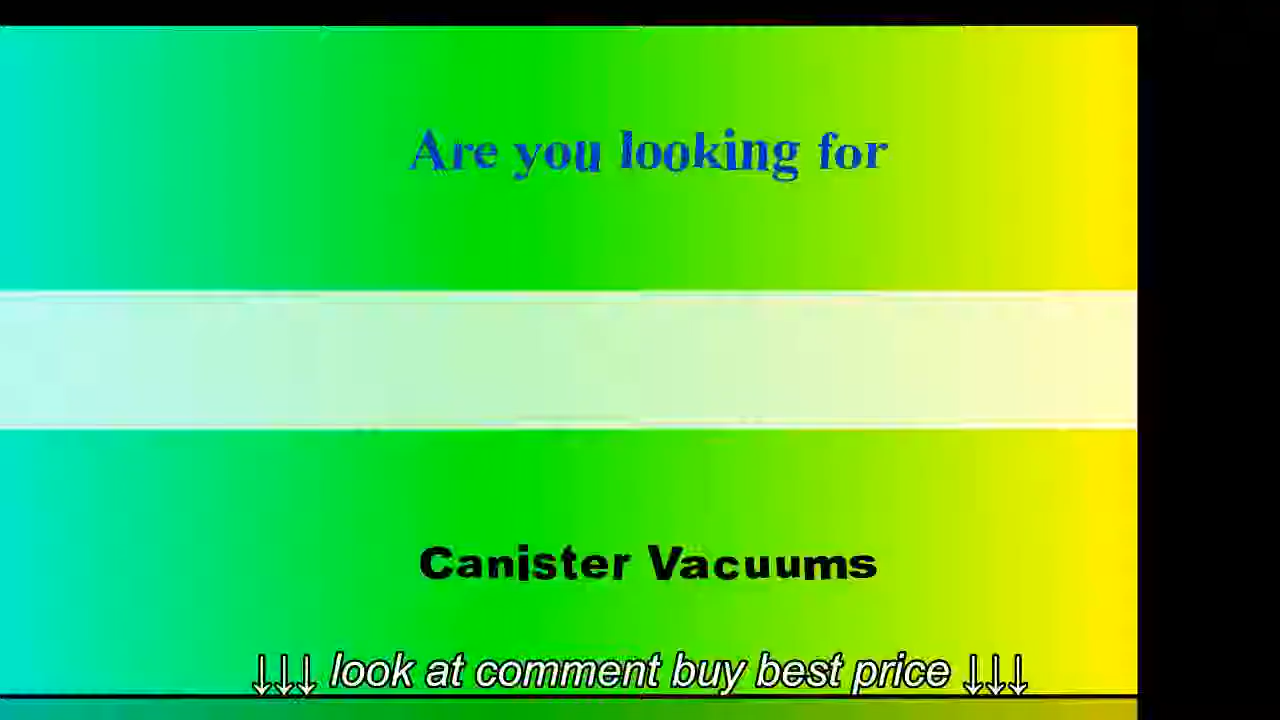 Are you looking for
Canister Vacuums
↓↓↓ look at comment buy best price ↓↓↓